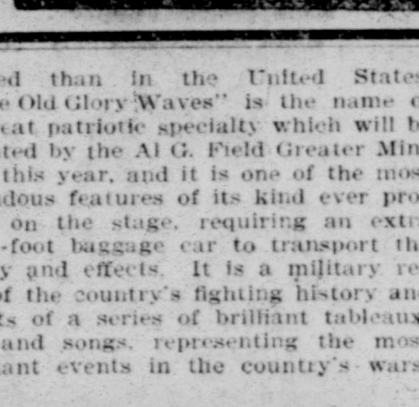 ed than in the United States
e Old Glory Waves" is the name o
eat patriotic specialty which will b
ted by the Al G. Field Greater Min
this year, and it is one of the mos
dous features of its kind ever pro
on the stage, requiring an extr
-foot baggage car to transport th
y and effects. It is a military re
of the country's fighting history an
ts of a series of brilliant tableaux
and songs, representing the mos
ant events in the country's wars